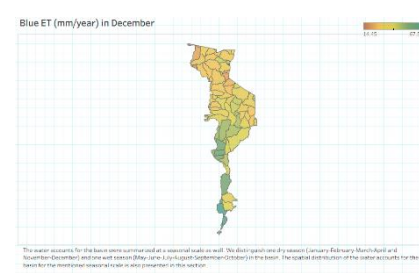 Blue ET (mm/year) in December
The water accounts for the basin were summarized at a seasonal scale as well. We distinguish one dry season (January-February-March-April and
November-December) and one wet season (May-June-July-August-September-October) in the basin. The spatial distribution of the water accounts for the
basin for the mentioned seasonal scale is also presented in this section.